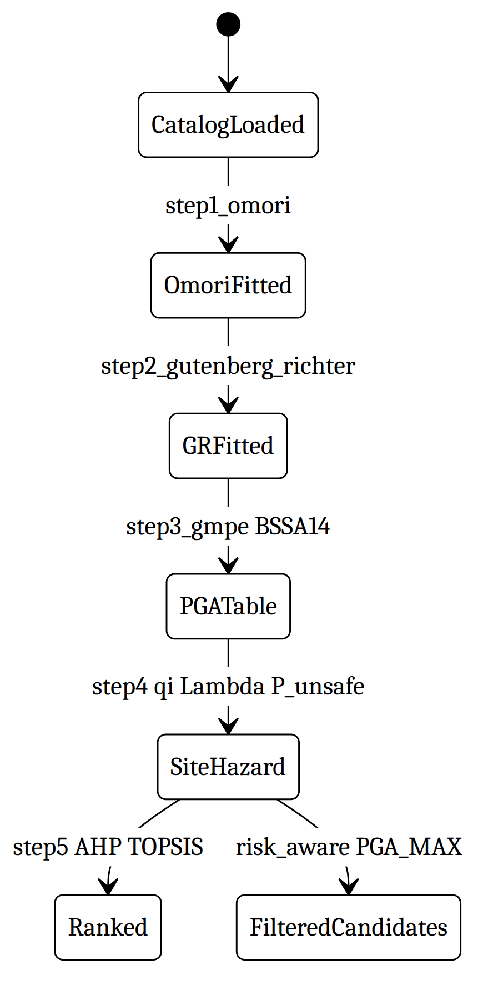 CatalogLoaded
step1_omori
OmoriFitted
step2_gutenberg_richter
GRFitted
step3_gmpe BSSA14
PGATable
step4 qi Lambda P_unsafe
SiteHazard
step5 AHP TOPSIS
risk_aware PGA_MAX
Ranked
FilteredCandidates